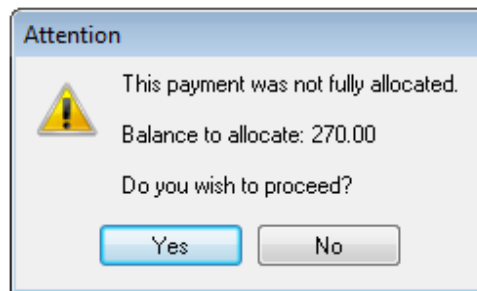 Attention
This payment was not fully allocated.
Balance to allocate: 270.00
Do you wish to proceed?
Yes
No